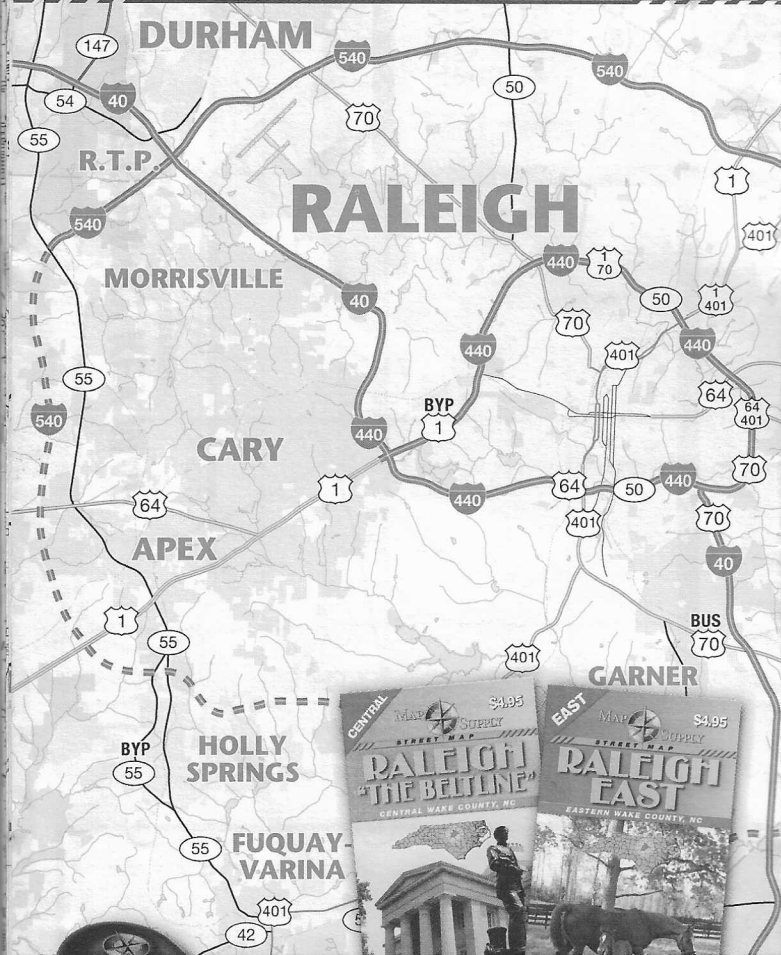 DURHAM
147
540
540
54
40
50
55
70
R.T.P.
1
RALEIGH
540
401
MORRISVILLE
440
1
70
40
50
1
401
70
440
440
401
55
64
BYP
1
64
401
540
440
CARY
70
1
64
50
440
440
64
401
70
APEX
40
1
BUS
70
55
401
GARNER
CENTRAL
$4.95
MAP SUPPLY
STREET MAP
RALEIGH
"THE BELTLINE"
CENTRAL WAKE COUNTY, NC
EAST
$4.95
MAP SUPPLY
STREET MAP
RALEIGH
EAST
EASTERN WAKE COUNTY, NC
BYP
55
HOLLY
SPRINGS
55
FUQUAY-
VARINA
401
42